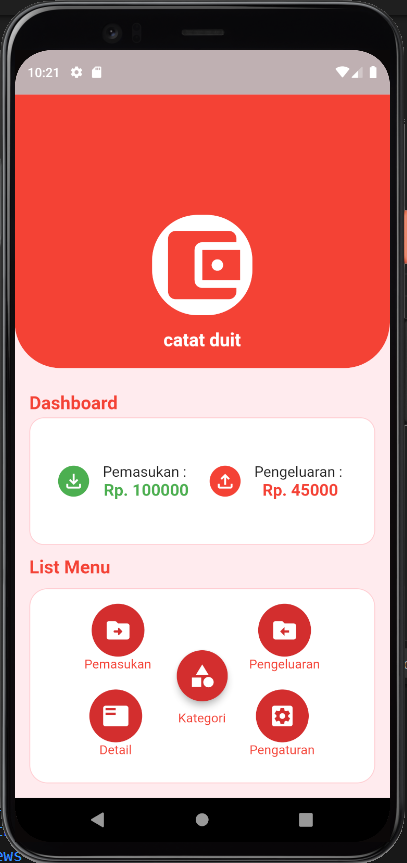 10:21
catat duit
Dashboard
Pemasukan :
Rp. 100000
Pengeluaran :
Rp. 45000
List Menu
Pemasukan
Pengeluaran
Kategori
Detail
Pengaturan
ews